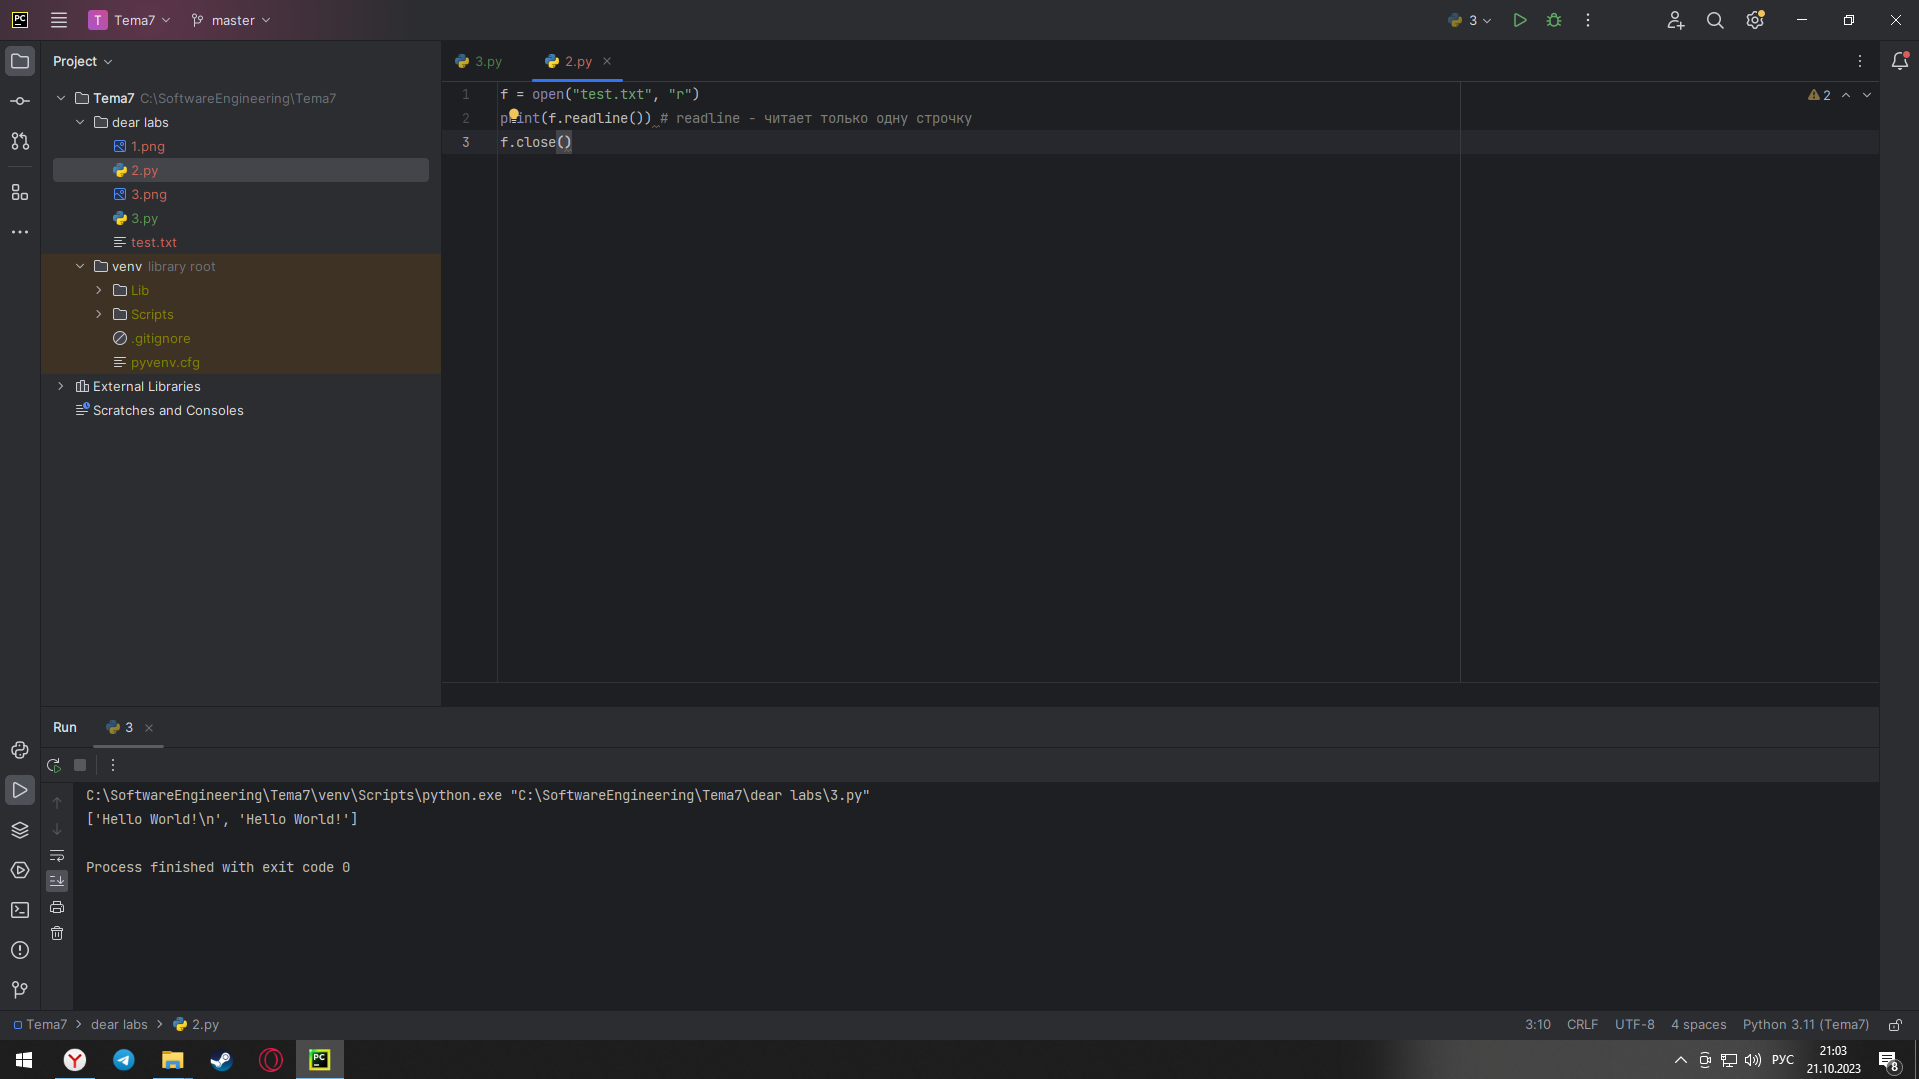 PC T Tema7 master 3
Project
3.py 2.py
Tema7 C:\SoftwareEngineering\Tema7
dear labs
1.png
2.py
3.png
3.py
test.txt
venv library root
Lib
Scripts
.gitignore
pyvenv.cfg
External Libraries
Scratches and Consoles
1 f = open("test.txt", "r")
2 print(f.readline()) # readline - читает только одну строчку
3 f.close()
2
Run 3
C:\SoftwareEngineering\Tema7\venv\Scripts\python.exe "C:\SoftwareEngineering\Tema7\dear labs\3.py"
['Hello World!\n', 'Hello World!']
Process finished with exit code 0
Tema7 dear labs 2.py 3:10 CRLF UTF-8 4 spaces Python 3.11 (Tema7)
Y PC РУС 21:03
21.10.2023
8